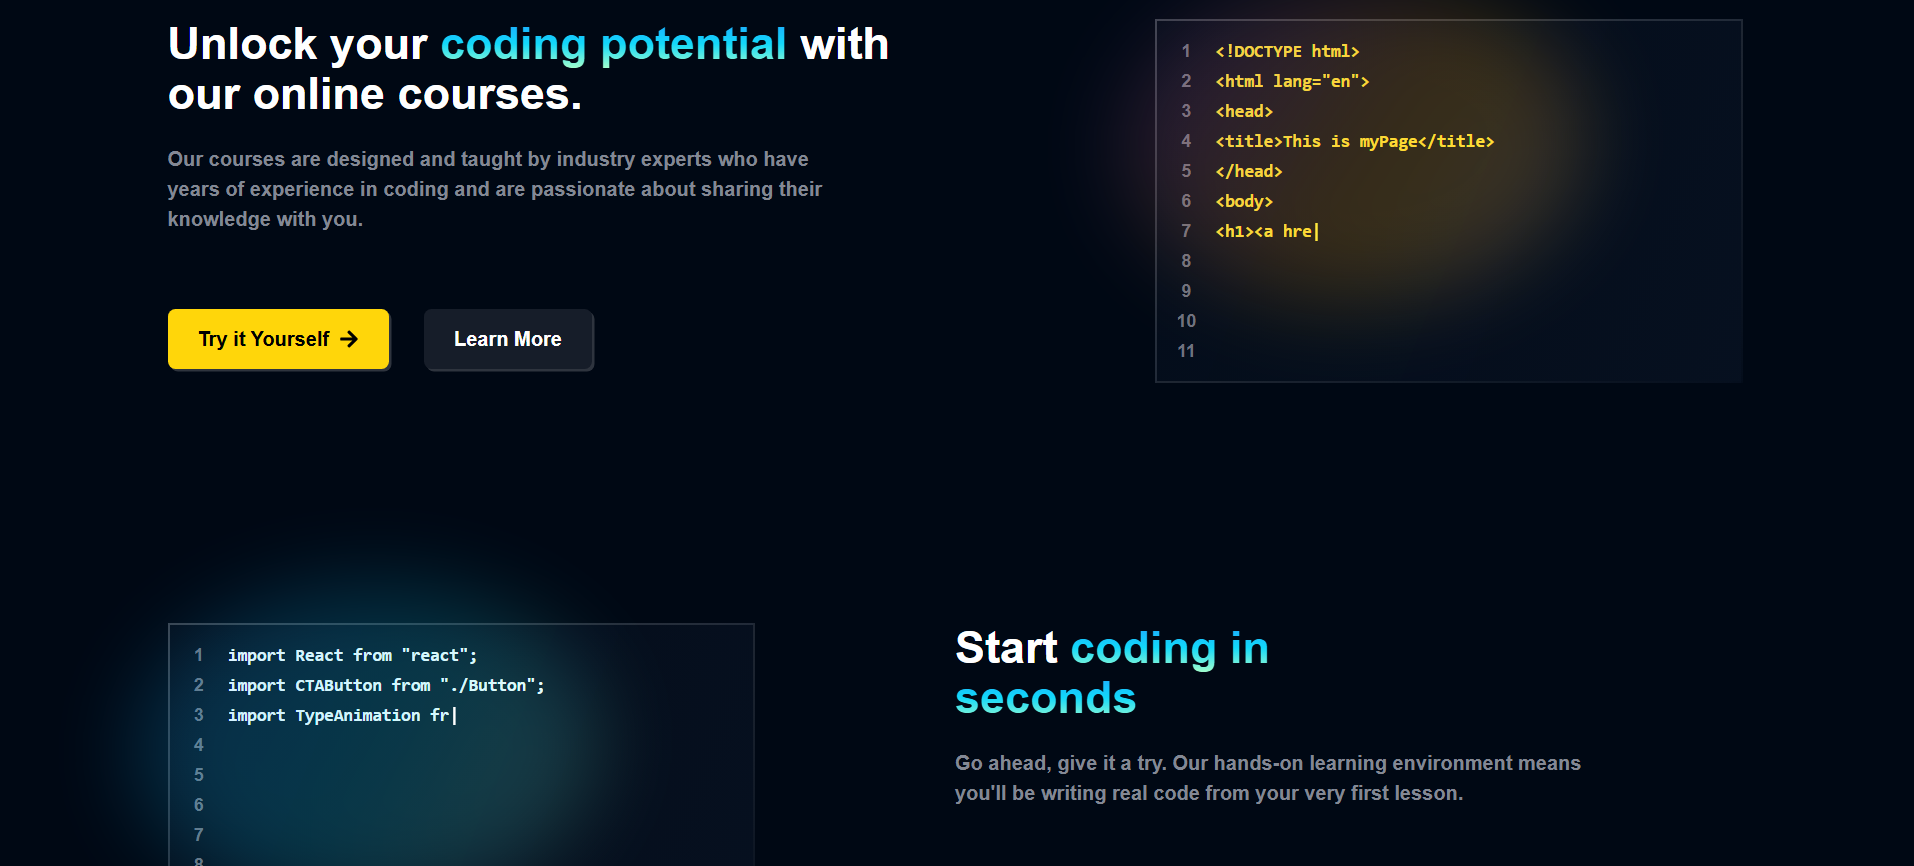 Unlock your coding potential with
our online courses.
Our courses are designed and taught by industry experts who have
years of experience in coding and are passionate about sharing their
knowledge with you.
Try it Yourself →
Learn More
1 <!DOCTYPE html>
2 <html lang="en">
3 <head>
4 <title>This is myPage</title>
5 </head>
6 <body>
7 <h1><a hre|
8
9
10
11
1 import React from "react";
2 import CTAButton from "./Button";
3 import TypeAnimation fr|
4
5
6
7
8
Start coding in
seconds
Go ahead, give it a try. Our hands-on learning environment means
you'll be writing real code from your very first lesson.